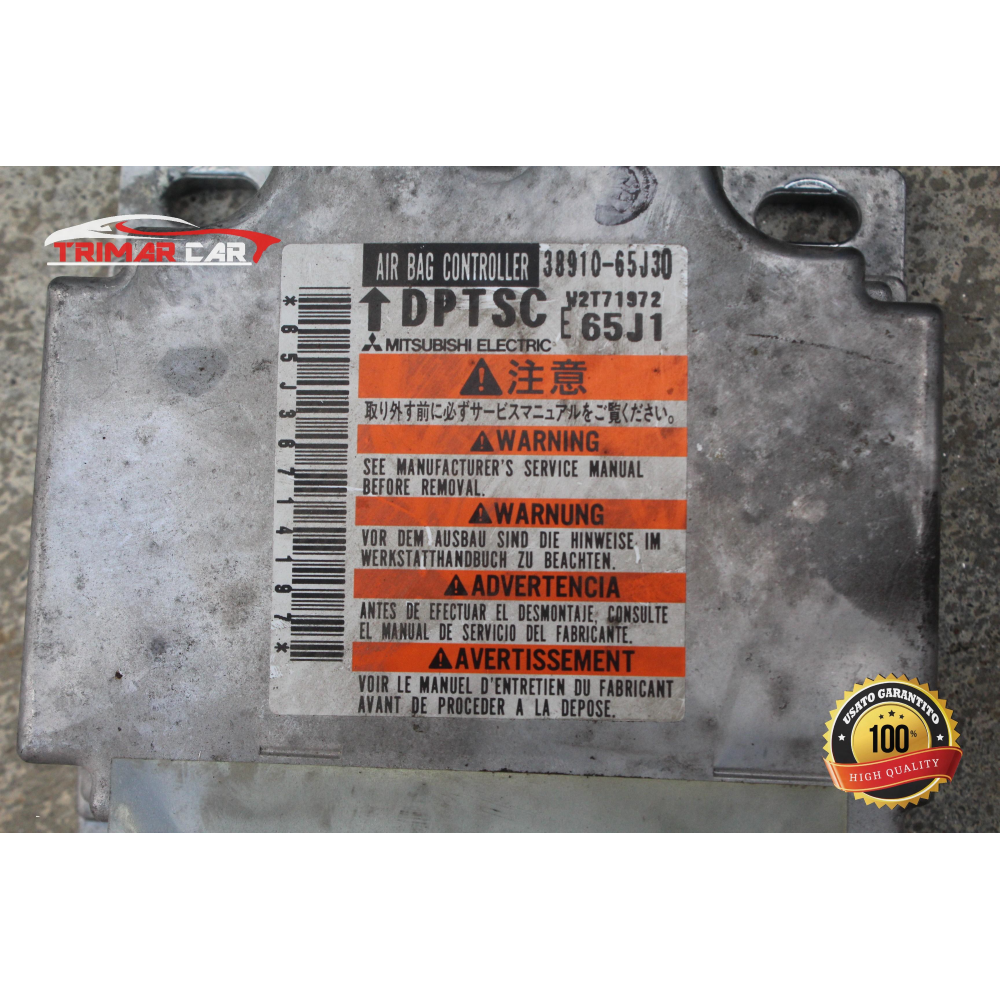 TRIMAR CAR
AIR BAG CONTROLLER 38910-65J30
DPTSC W2T71972
E 65J1
MITSUBISHI ELECTRIC
*65J36714197*
注意
取り外す前に必ずサービスマニュアルをご覧ください。
WARNING
SEE MANUFACTURER'S SERVICE MANUAL
BEFORE REMOVAL.
WARNUNG
VOR DEM AUSBAU SIND DIE HINWEISE IM
WERKSTATTHANDBUCH ZU BEACHTEN.
ADVERTENCIA
ANTES DE EFECTUAR EL DESMONTAJE, CONSULTE
EL MANUAL DE SERVICIO DEL FABRICANTE.
AVERTISSEMENT
VOIR LE MANUEL D'ENTRETIEN DU FABRICANT
AVANT DE PROCEDER A LA DEPOSE.
USATO GARANTITO
100%
HIGH QUALITY